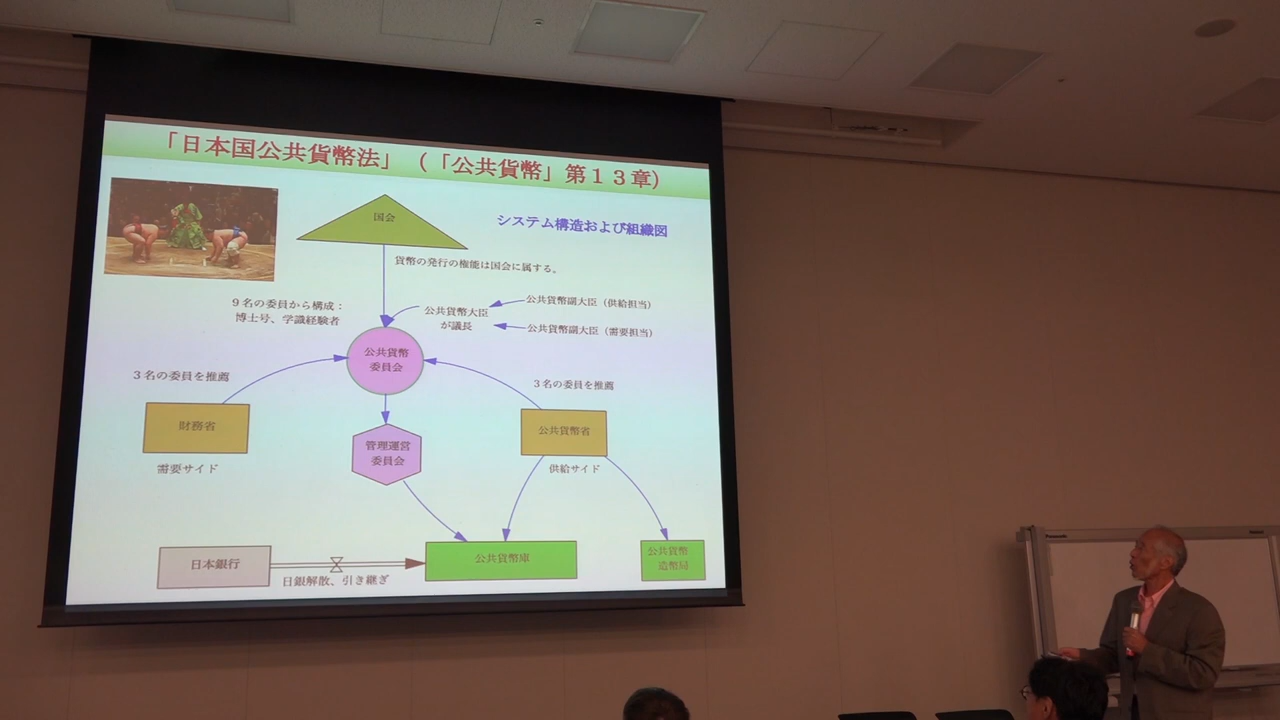 「日本国公共貨幣法」（「公共貨幣」第１３章）
国会
システム構造および組織図
貨幣の発行の権能は国会に属する。
９名の委員から構成：
博士号、学識経験者
公共貨幣大臣
が議長
公共貨幣副大臣（供給担当）
公共貨幣副大臣（需要担当）
公共貨幣
委員会
３名の委員を推薦
３名の委員を推薦
財務省
需要サイド
管理運営
委員会
公共貨幣省
供給サイド
日本銀行
日銀解散、引き継ぎ
公共貨幣庫
公共貨幣
造幣局
Panasonic